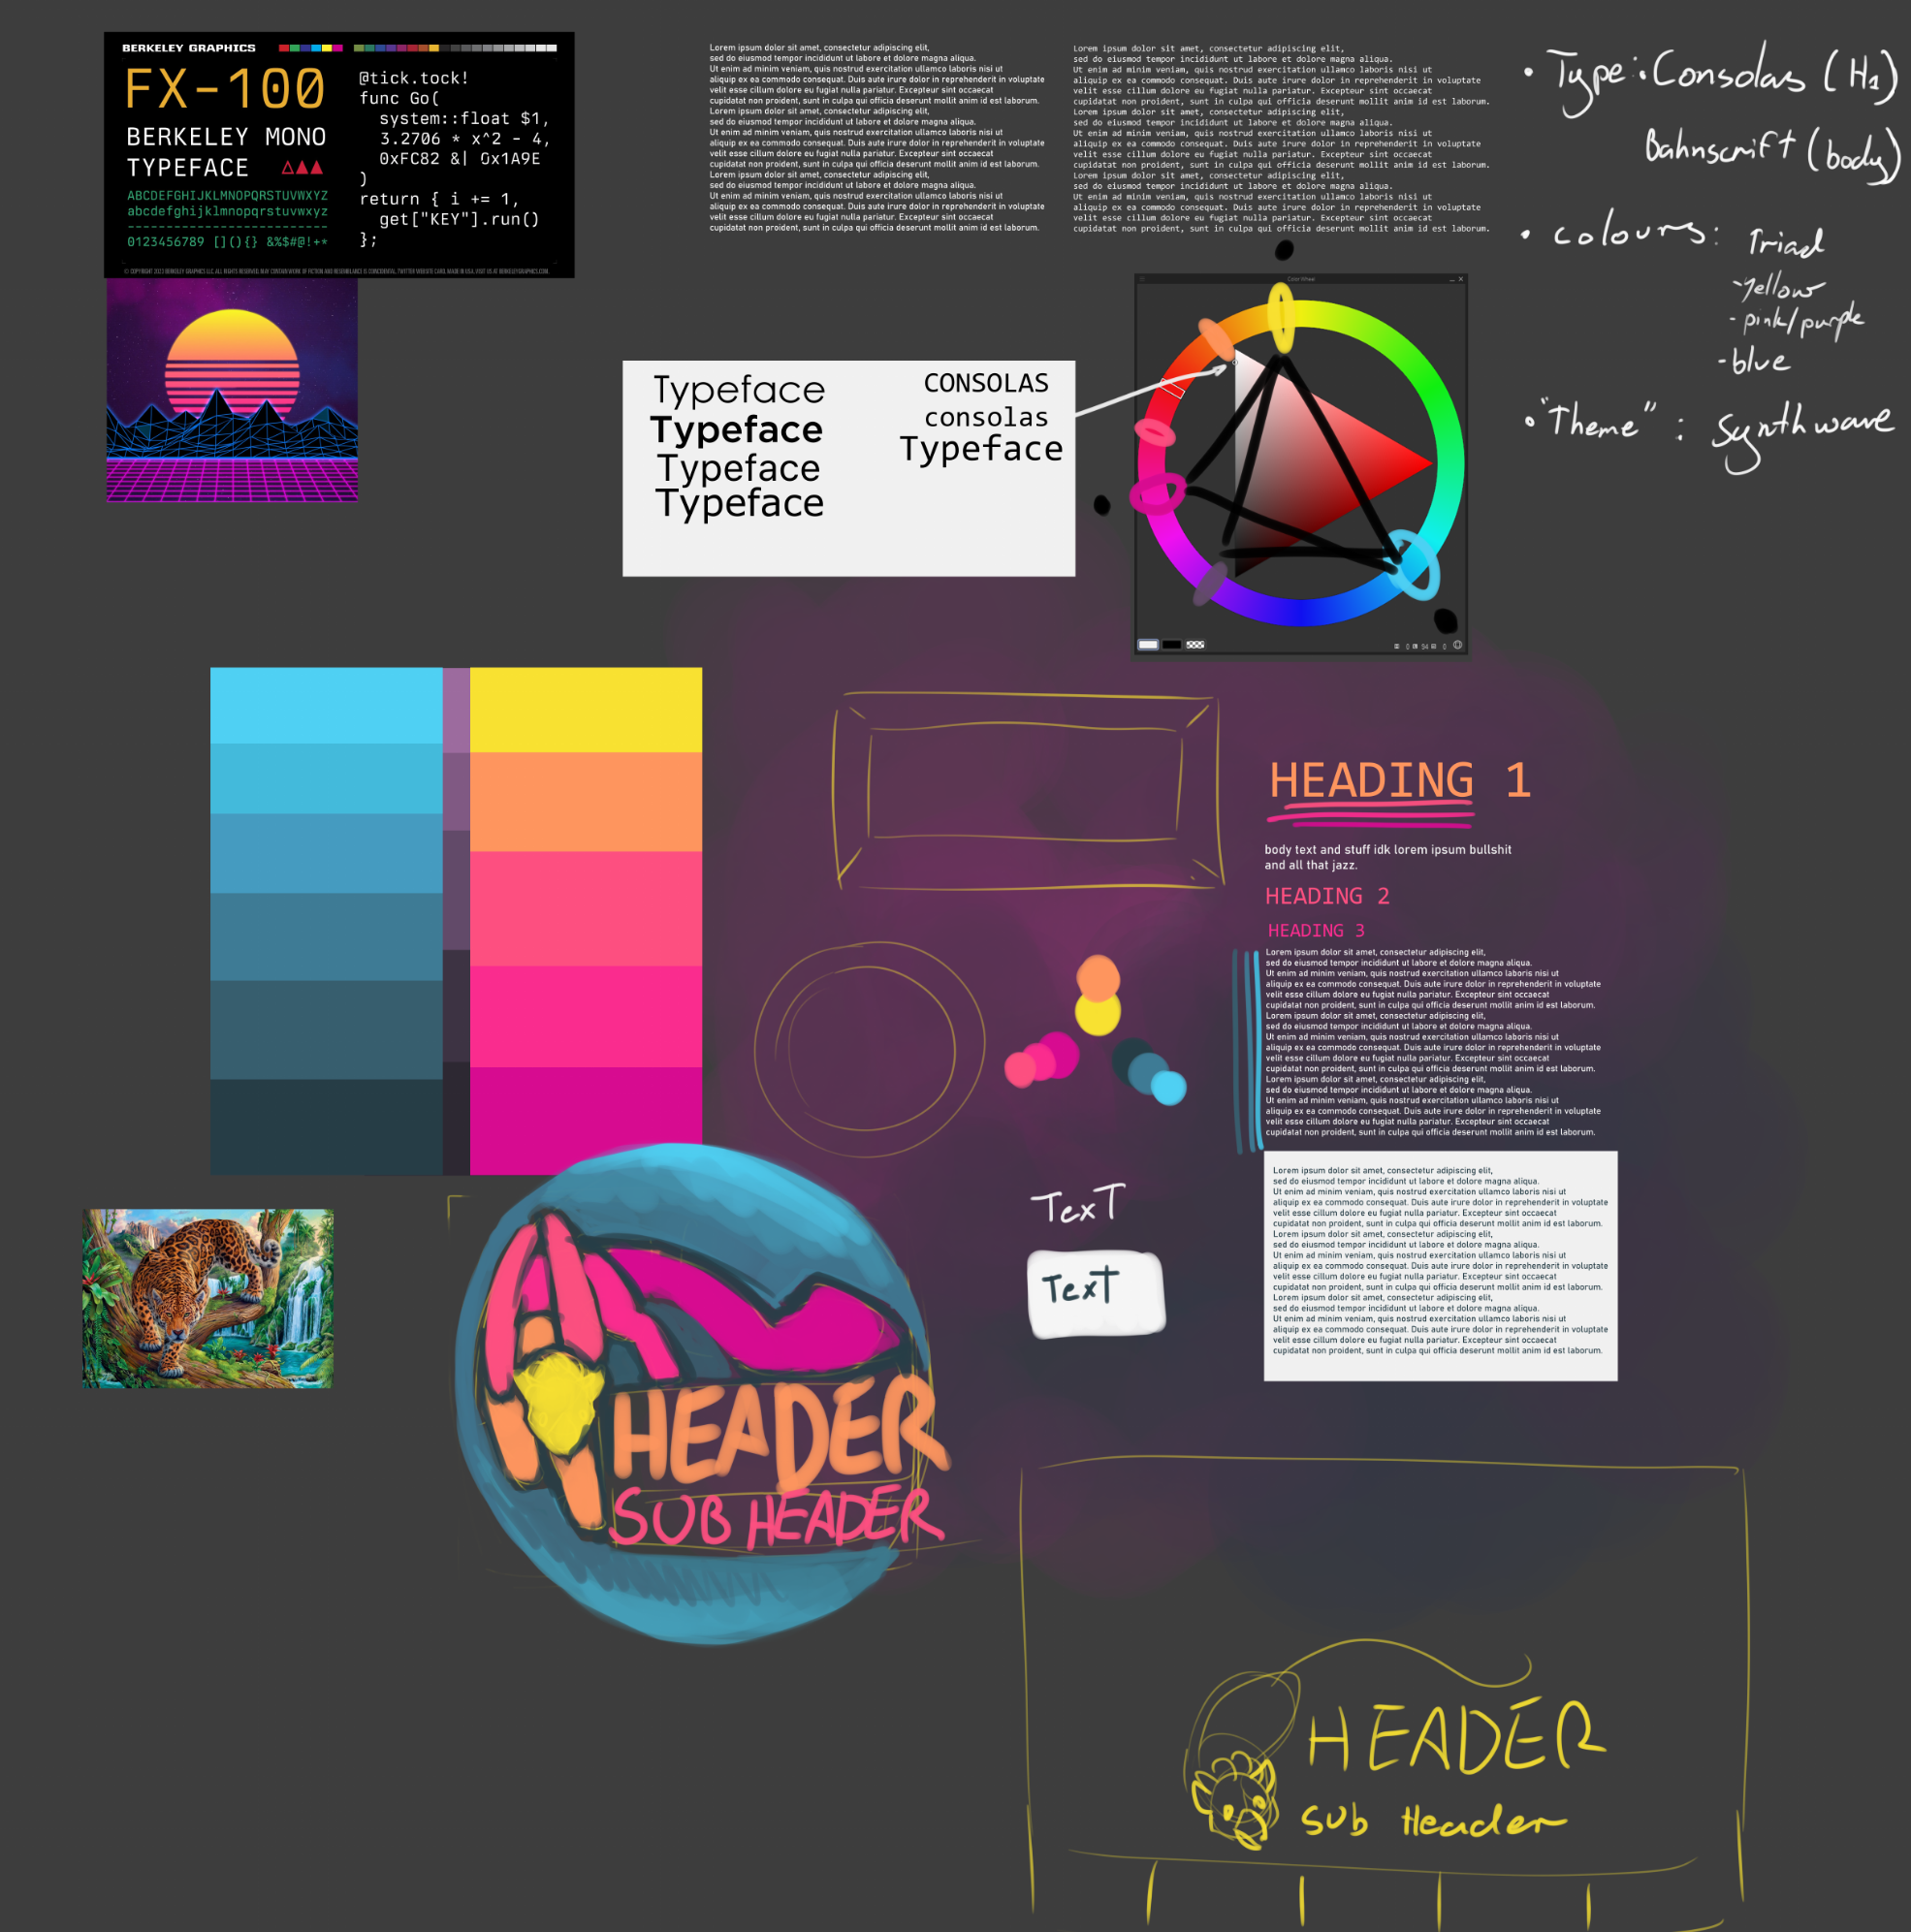 BERKELEY GRAPHICS
FX-100
BERKELEY MONO
TYPEFACE
ABCDEFGHIJKLMNOPQRSTUVWXYZ
abcdefghijklmnopqrstuvwxyz
0123456789 [](){} &%$#@!+*
@tick.tock!
func Go(
system::float $1,
3.2706 * x^2 - 4,
0xFC82 &| 0x1A9E
)
return { i += 1,
get["KEY"].run()
};
Lorem ipsum dolor sit amet, consectetur adipiscing elit,
sed do eiusmod tempor incididunt ut labore et dolore magna aliqua.
Ut enim ad minim veniam, quis nostrud exercitation ullamco laboris nisi ut
aliquip ex ea commodo consequat. Duis aute irure dolor in reprehenderit in voluptate
velit esse cillum dolore eu fugiat nulla pariatur. Excepteur sint occaecat
cupidatat non proident, sunt in culpa qui officia deserunt mollit anim id est laborum.
Lorem ipsum dolor sit amet, consectetur adipiscing elit,
sed do eiusmod tempor incididunt ut labore et dolore magna aliqua.
Ut enim ad minim veniam, quis nostrud exercitation ullamco laboris nisi ut
aliquip ex ea commodo consequat. Duis aute irure dolor in reprehenderit in voluptate
velit esse cillum dolore eu fugiat nulla pariatur. Excepteur sint occaecat
cupidatat non proident, sunt in culpa qui officia deserunt mollit anim id est laborum.
Lorem ipsum dolor sit amet, consectetur adipiscing elit,
sed do eiusmod tempor incididunt ut labore et dolore magna aliqua.
Ut enim ad minim veniam, quis nostrud exercitation ullamco laboris nisi ut
aliquip ex ea commodo consequat. Duis aute irure dolor in reprehenderit in voluptate
velit esse cillum dolore eu fugiat nulla pariatur. Excepteur sint occaecat
cupidatat non proident, sunt in culpa qui officia deserunt mollit anim id est laborum.
Lorem ipsum dolor sit amet, consectetur adipiscing elit,
sed do eiusmod tempor incididunt ut labore et dolore magna aliqua.
Ut enim ad minim veniam, quis nostrud exercitation ullamco laboris nisi ut
aliquip ex ea commodo consequat. Duis aute irure dolor in reprehenderit in voluptate
velit esse cillum dolore eu fugiat nulla pariatur. Excepteur sint occaecat
cupidatat non proident, sunt in culpa qui officia deserunt mollit anim id est laborum.
Lorem ipsum dolor sit amet, consectetur adipiscing elit,
sed do eiusmod tempor incididunt ut labore et dolore magna aliqua.
Ut enim ad minim veniam, quis nostrud exercitation ullamco laboris nisi ut
aliquip ex ea commodo consequat. Duis aute irure dolor in reprehenderit in voluptate
velit esse cillum dolore eu fugiat nulla pariatur. Excepteur sint occaecat
cupidatat non proident, sunt in culpa qui officia deserunt mollit anim id est laborum.
Lorem ipsum dolor sit amet, consectetur adipiscing elit,
sed do eiusmod tempor incididunt ut labore et dolore magna aliqua.
Ut enim ad minim veniam, quis nostrud exercitation ullamco laboris nisi ut
aliquip ex ea commodo consequat. Duis aute irure dolor in reprehenderit in voluptate
velit esse cillum dolore eu fugiat nulla pariatur. Excepteur sint occaecat
cupidatat non proident, sunt in culpa qui officia deserunt mollit anim id est laborum.
• Type: • Consolas (H1)
Bahnscrift (body)
• colours: Triad
- yellow
- pink/purple
- blue
• "Theme" : Synthwave
Typeface
Typeface
Typeface
Typeface
CONSOLAS
consolas
Typeface
Color Wheel
HEADING 1
body text and stuff idk lorem ipsum bullshit
and all that jazz.
HEADING 2
HEADING 3
Lorem ipsum dolor sit amet, consectetur adipiscing elit,
sed do eiusmod tempor incididunt ut labore et dolore magna aliqua.
Ut enim ad minim veniam, quis nostrud exercitation ullamco laboris nisi ut
aliquip ex ea commodo consequat. Duis aute irure dolor in reprehenderit in voluptate
velit esse cillum dolore eu fugiat nulla pariatur. Excepteur sint occaecat
cupidatat non proident, sunt in culpa qui officia deserunt mollit anim id est laborum.
Lorem ipsum dolor sit amet, consectetur adipiscing elit,
sed do eiusmod tempor incididunt ut labore et dolore magna aliqua.
Ut enim ad minim veniam, quis nostrud exercitation ullamco laboris nisi ut
aliquip ex ea commodo consequat. Duis aute irure dolor in reprehenderit in voluptate
velit esse cillum dolore eu fugiat nulla pariatur. Excepteur sint occaecat
cupidatat non proident, sunt in culpa qui officia deserunt mollit anim id est laborum.
Lorem ipsum dolor sit amet, consectetur adipiscing elit,
sed do eiusmod tempor incididunt ut labore et dolore magna aliqua.
Ut enim ad minim veniam, quis nostrud exercitation ullamco laboris nisi ut
aliquip ex ea commodo consequat. Duis aute irure dolor in reprehenderit in voluptate
velit esse cillum dolore eu fugiat nulla pariatur. Excepteur sint occaecat
cupidatat non proident, sunt in culpa qui officia deserunt mollit anim id est laborum.
TexT
TexT
Lorem ipsum dolor sit amet, consectetur adipiscing elit,
sed do eiusmod tempor incididunt ut labore et dolore magna aliqua.
Ut enim ad minim veniam, quis nostrud exercitation ullamco laboris nisi ut
aliquip ex ea commodo consequat. Duis aute irure dolor in reprehenderit in voluptate
velit esse cillum dolore eu fugiat nulla pariatur. Excepteur sint occaecat
cupidatat non proident, sunt in culpa qui officia deserunt mollit anim id est laborum.
Lorem ipsum dolor sit amet, consectetur adipiscing elit,
sed do eiusmod tempor incididunt ut labore et dolore magna aliqua.
Ut enim ad minim veniam, quis nostrud exercitation ullamco laboris nisi ut
aliquip ex ea commodo consequat. Duis aute irure dolor in reprehenderit in voluptate
velit esse cillum dolore eu fugiat nulla pariatur. Excepteur sint occaecat
cupidatat non proident, sunt in culpa qui officia deserunt mollit anim id est laborum.
Lorem ipsum dolor sit amet, consectetur adipiscing elit,
sed do eiusmod tempor incididunt ut labore et dolore magna aliqua.
Ut enim ad minim veniam, quis nostrud exercitation ullamco laboris nisi ut
aliquip ex ea commodo consequat. Duis aute irure dolor in reprehenderit in voluptate
velit esse cillum dolore eu fugiat nulla pariatur. Excepteur sint occaecat
cupidatat non proident, sunt in culpa qui officia deserunt mollit anim id est laborum.
HEADER
SUB HEADER
HEADER
Sub Header